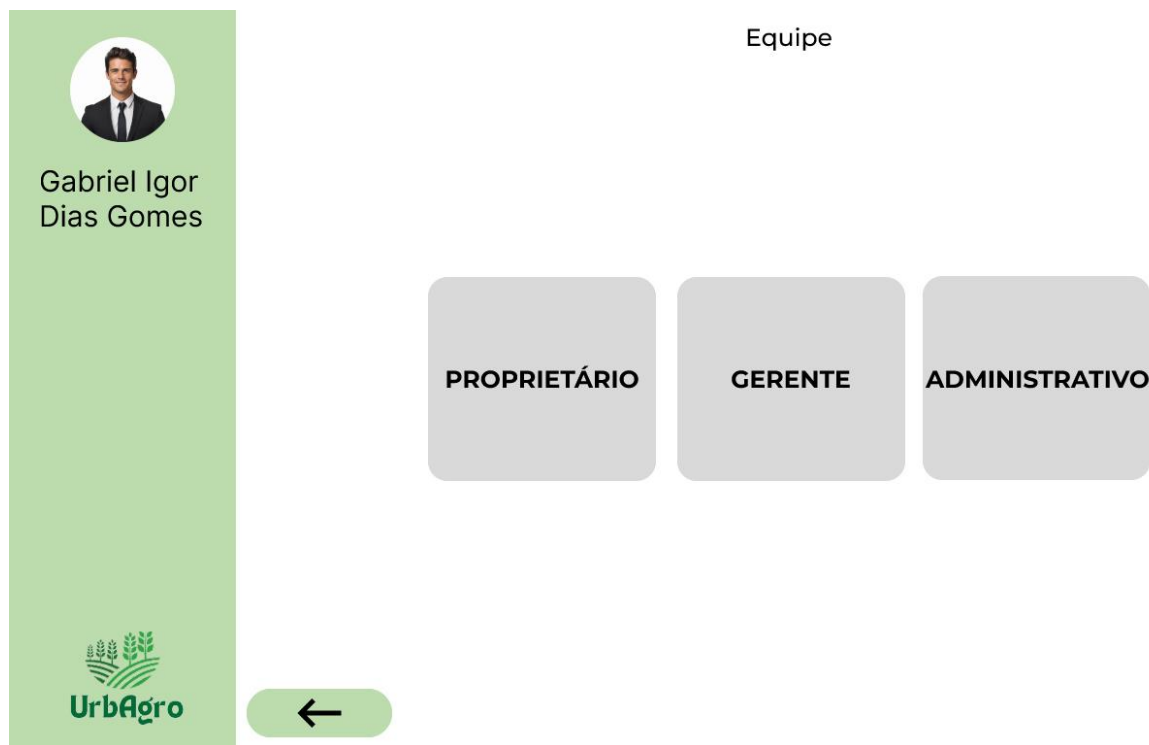 Equipe
Gabriel Igor
Dias Gomes
PROPRIETÁRIO
GERENTE
ADMINISTRATIVO
UrbAgro